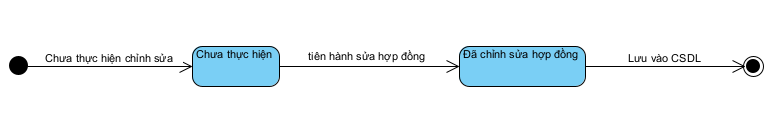 Chưa thực hiện chỉnh sửa
Chưa thực hiện
tiên hành sửa hợp đồng
Đã chỉnh sửa hợp đồng
Lưu vào CSDL